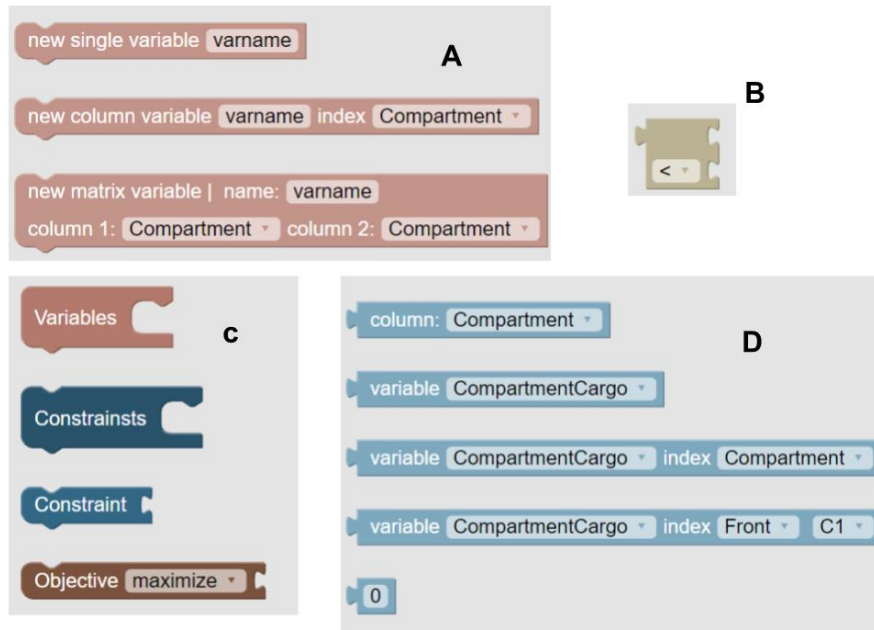 new single variable varname
A
new column variable varname index Compartment
new matrix variable | name: varname
column 1: Compartment column 2: Compartment
B
<
Variables
c
Constrainsts
Constraint
Objective maximize
column: Compartment
D
variable CompartmentCargo
variable CompartmentCargo index Compartment
variable CompartmentCargo index Front C1
0